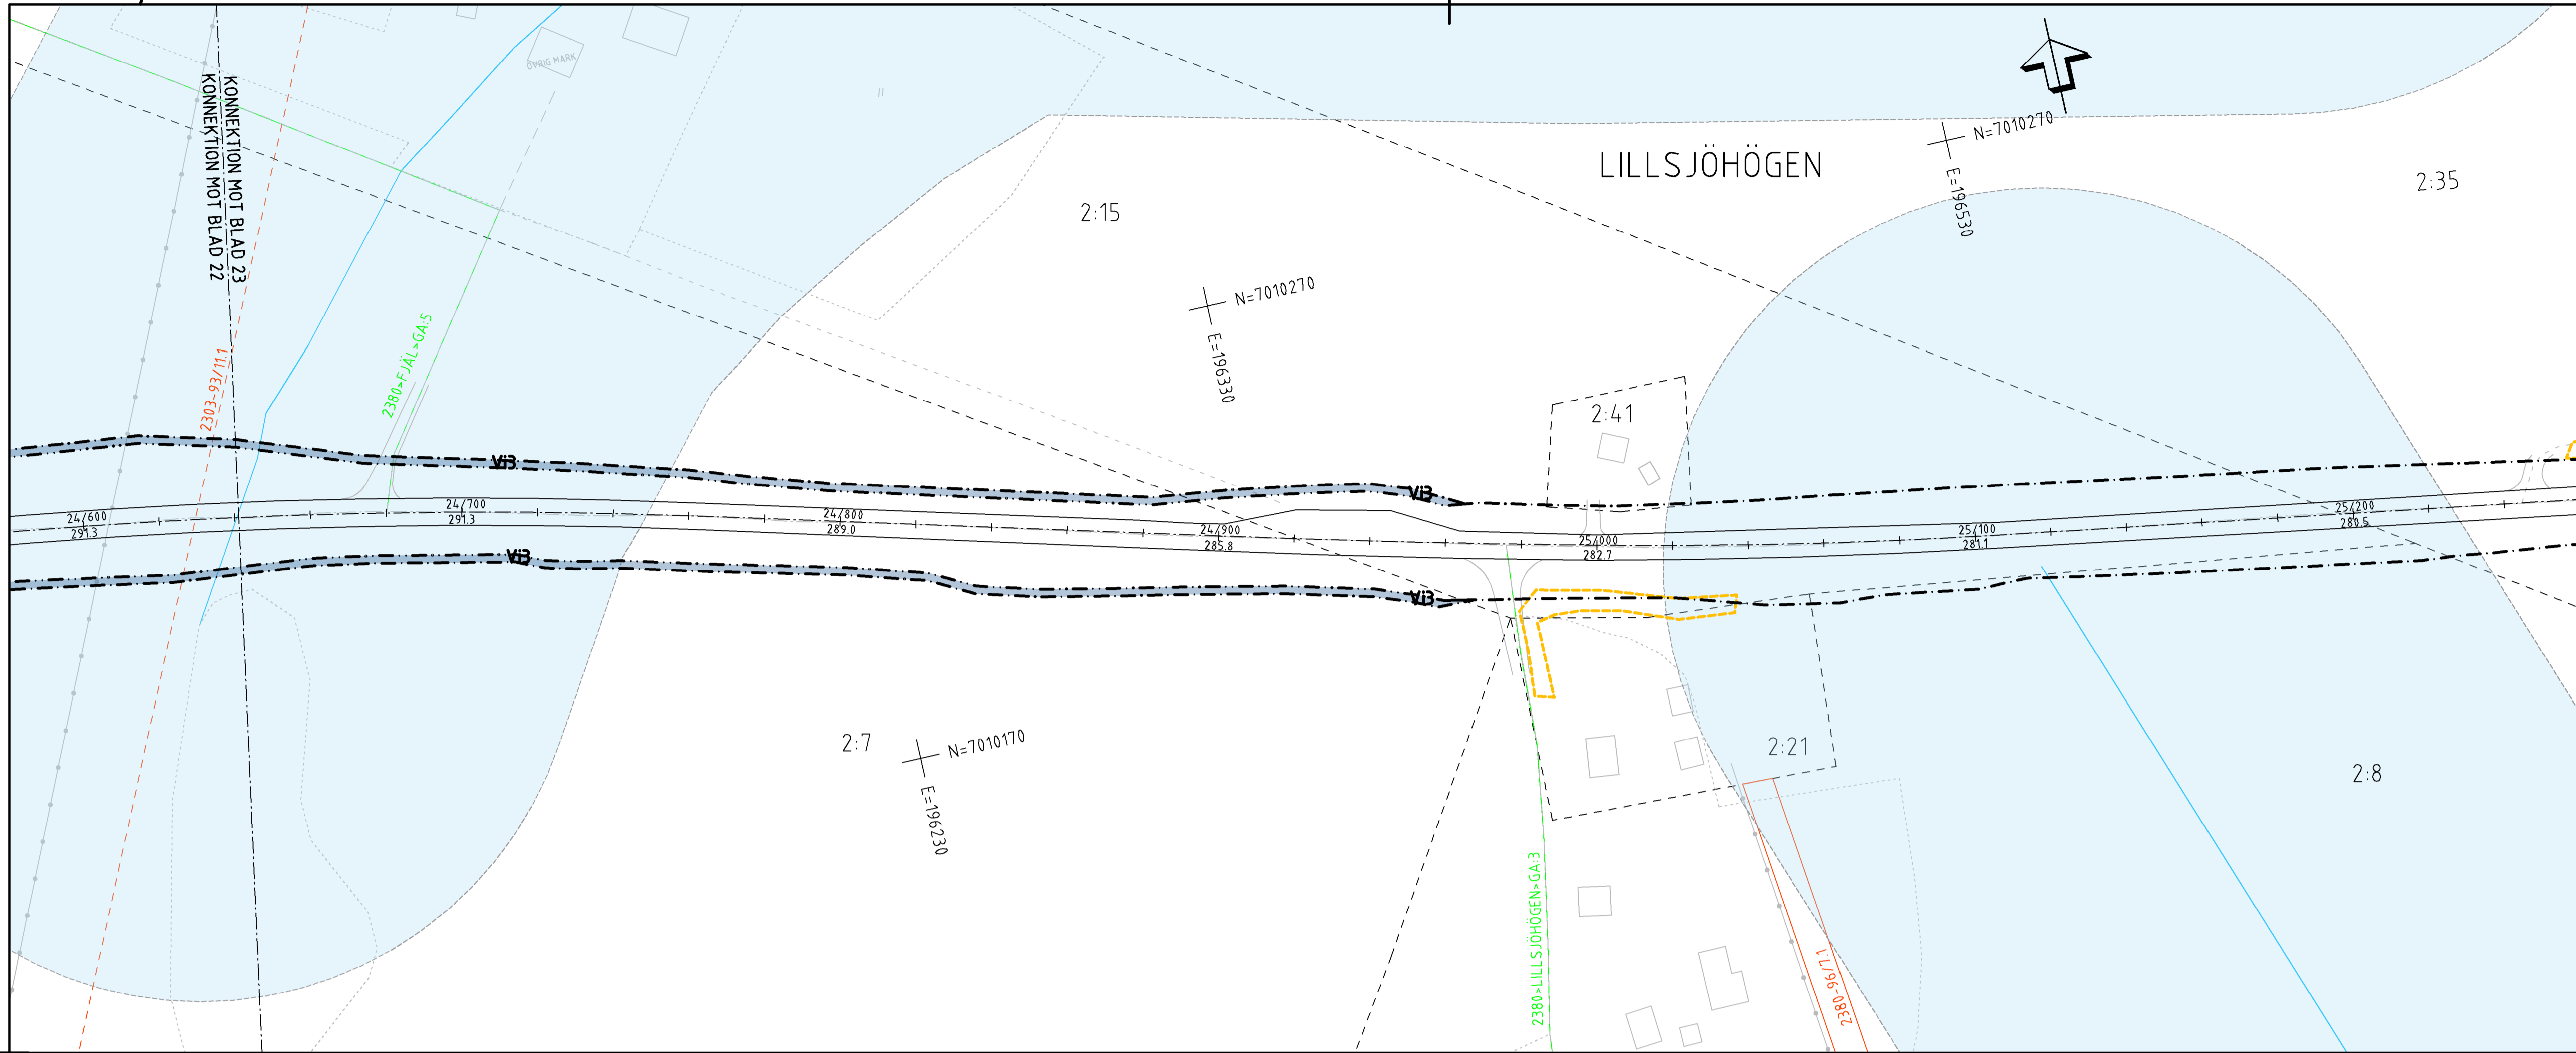 ÖVRIG MARK
KONNEKTION MOT BLAD 23
KONNEKTION MOT BLAD 22
N=7010270
E=196530
LILLSJÖHÖGEN
2:35
2:15
N=7010270
E=196330
2303-93/11.1
2380>FJÄL>GA:5
2:41
Vi3
Vi3
24/600
291.3
24/700
291.3
24/800
289.0
24/900
285.8
25/000
282.7
25/100
281.1
25/200
280.5
Vi3
Vi3
2:7
N=7010170
E=196230
2:21
2:8
2380>LILLSJÖHÖGEN>GA:3
2380-96/7.1